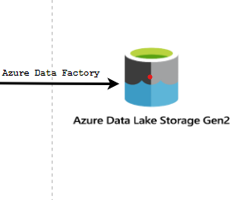 Azure Data Factory
Azure Data Lake Storage Gen2